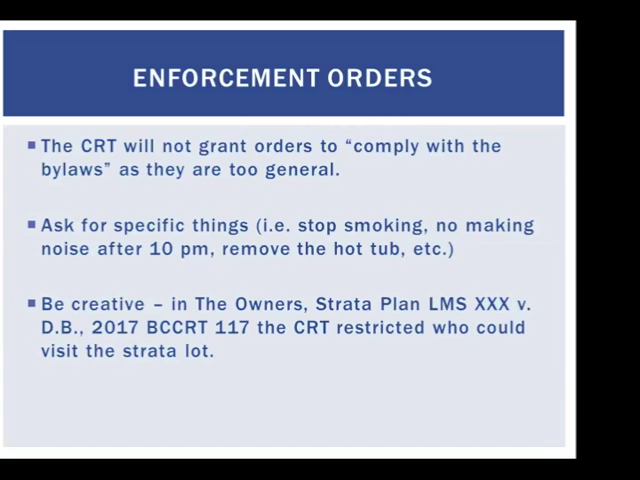 ENFORCEMENT ORDERS
The CRT will not grant orders to “comply with the
bylaws” as they are too general.
Ask for specific things (i.e. stop smoking, no making
noise after 10 pm, remove the hot tub, etc.)
Be creative – in The Owners, Strata Plan LMS XXX v.
D.B., 2017 BCCRT 117 the CRT restricted who could
visit the strata lot.